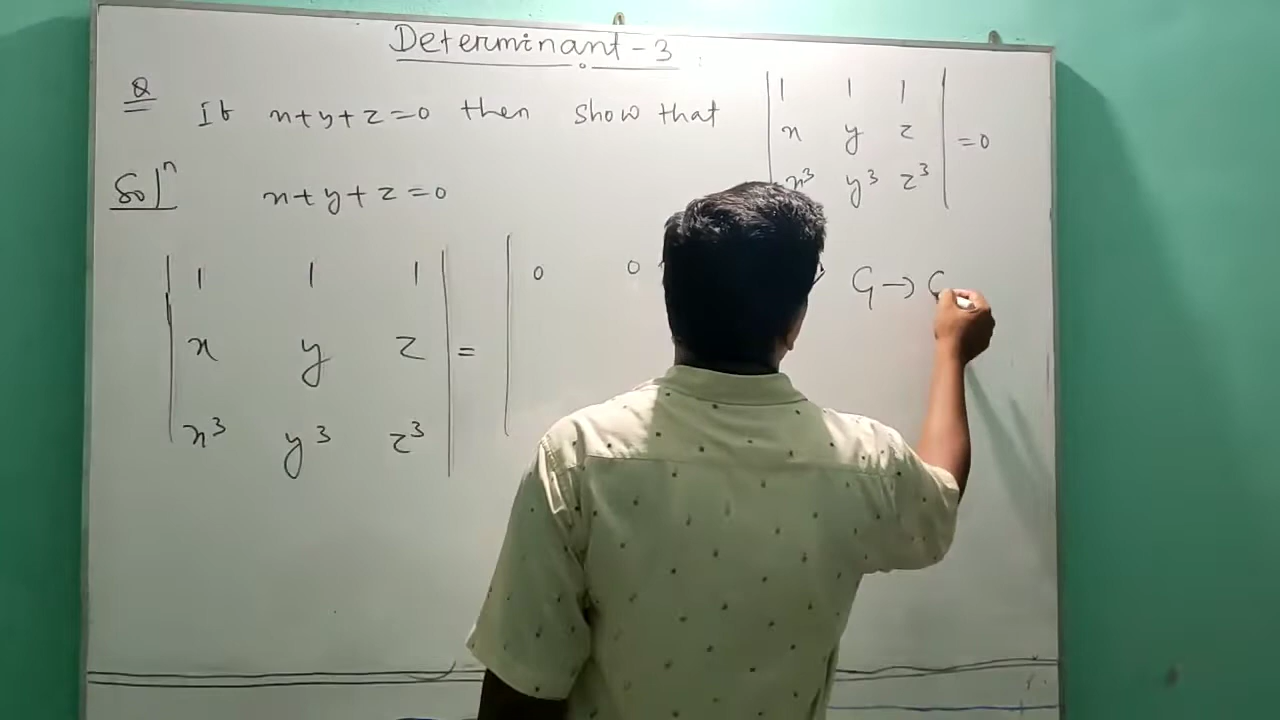 Determinant - 3
Q If x+y+z=0 then show that
| 1 1 1 |
| x y z | = 0
| x³ y³ z³ |
Solⁿ x+y+z=0
| 1 1 1 | | 0 0
| x y z | = |
| x³ y³ z³ | |
C₁ → C